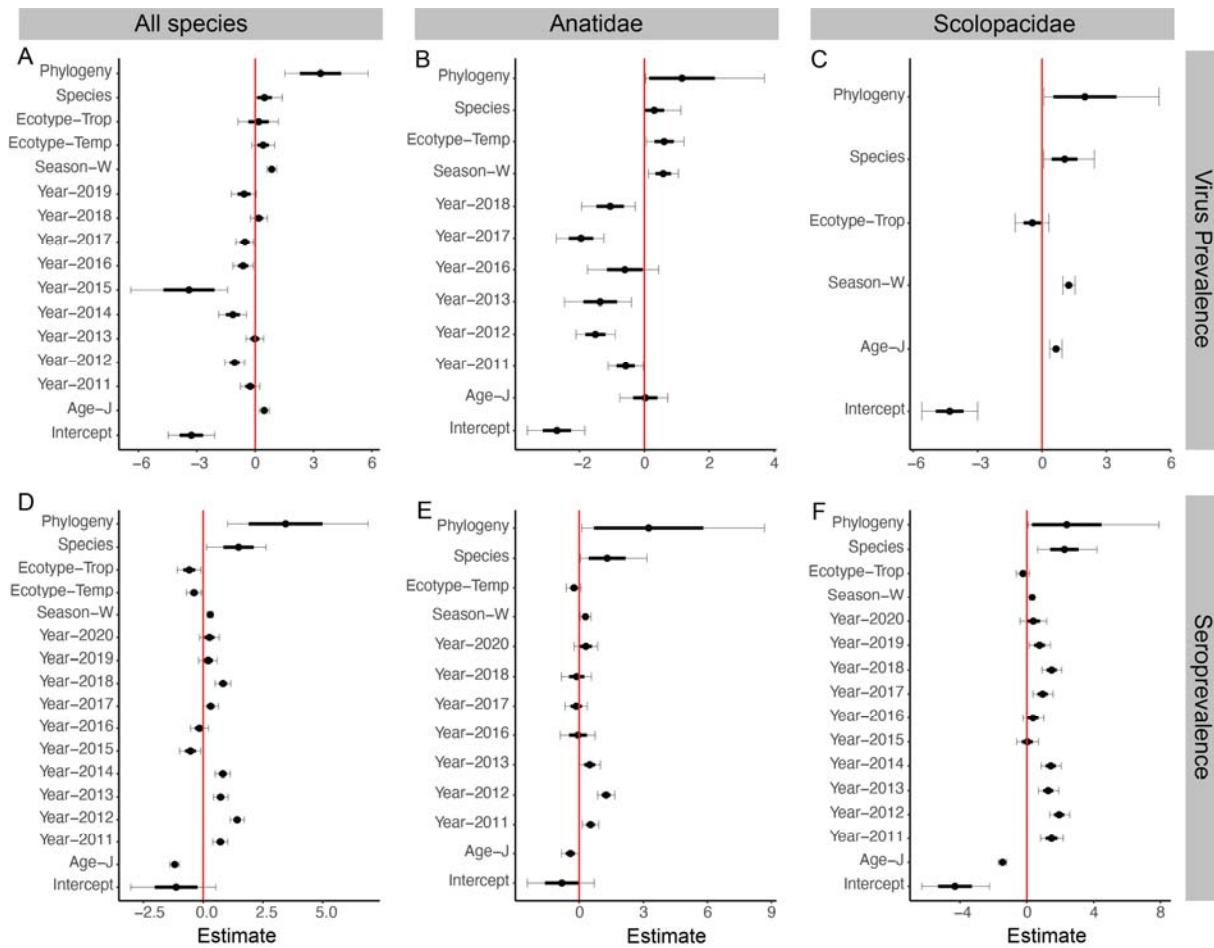 All species
Anatidae
Scolopacidae
A
Phylogeny
Species
Ecotype−Trop
Ecotype−Temp
Season−W
Year−2019
Year−2018
Year−2017
Year−2016
Year−2015
Year−2014
Year−2013
Year−2012
Year−2011
Age−J
Intercept
−6 −3 0 3 6
B
Phylogeny
Species
Ecotype−Temp
Season−W
Year−2018
Year−2017
Year−2016
Year−2013
Year−2012
Year−2011
Age−J
Intercept
−2 0 2 4
C
Phylogeny
Species
Ecotype−Trop
Season−W
Age−J
Intercept
−6 −3 0 3 6
Virus Prevalence
D
Phylogeny
Species
Ecotype−Trop
Ecotype−Temp
Season−W
Year−2020
Year−2019
Year−2018
Year−2017
Year−2016
Year−2015
Year−2014
Year−2013
Year−2012
Year−2011
Age−J
Intercept
−2.5 0.0 2.5 5.0
Estimate
E
Phylogeny
Species
Ecotype−Temp
Season−W
Year−2020
Year−2018
Year−2017
Year−2016
Year−2013
Year−2012
Year−2011
Age−J
Intercept
0 3 6 9
Estimate
F
Phylogeny
Species
Ecotype−Trop
Season−W
Year−2020
Year−2019
Year−2018
Year−2017
Year−2016
Year−2015
Year−2014
Year−2013
Year−2012
Year−2011
Age−J
Intercept
−4 0 4 8
Estimate
Seroprevalence